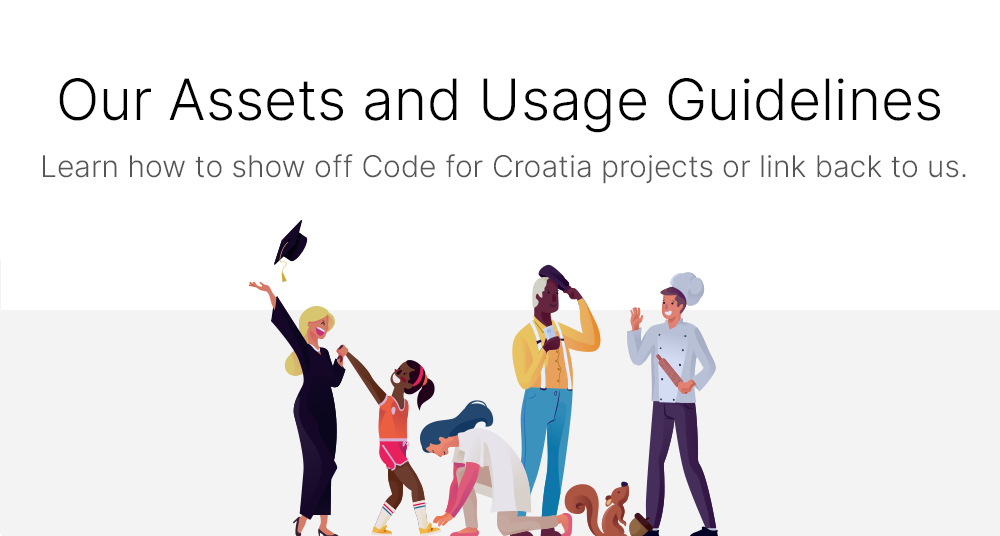 Our Assets and Usage Guidelines
Learn how to show off Code for Croatia projects or link back to us.